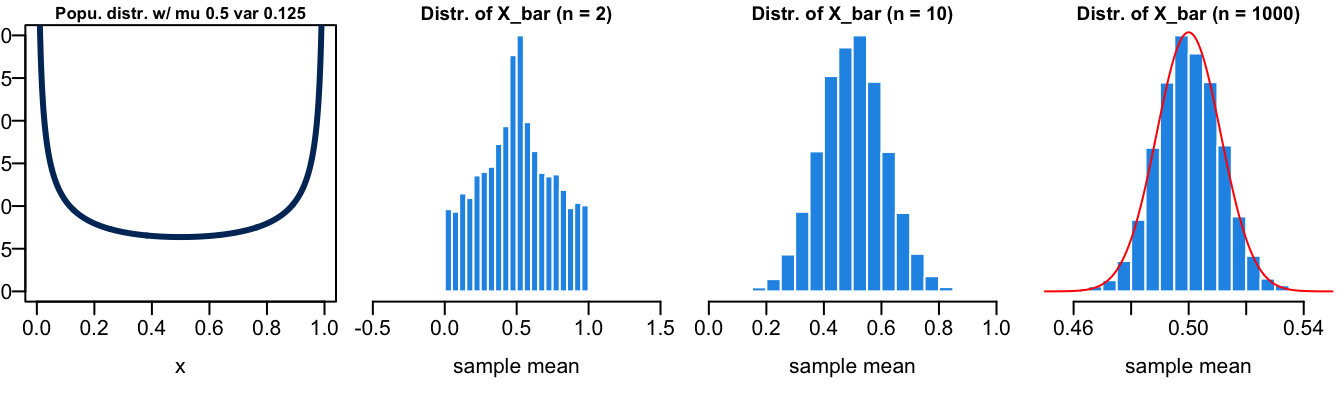 Popu. distr. w/ mu 0.5 var 0.125
0
5
0
5
0
5
0
0.0 0.2 0.4 0.6 0.8 1.0
x
Distr. of X_bar (n = 2)
-0.5 0.0 0.5 1.0 1.5
sample mean
Distr. of X_bar (n = 10)
0.0 0.2 0.4 0.6 0.8 1.0
sample mean
Distr. of X_bar (n = 1000)
0.46 0.50 0.54
sample mean